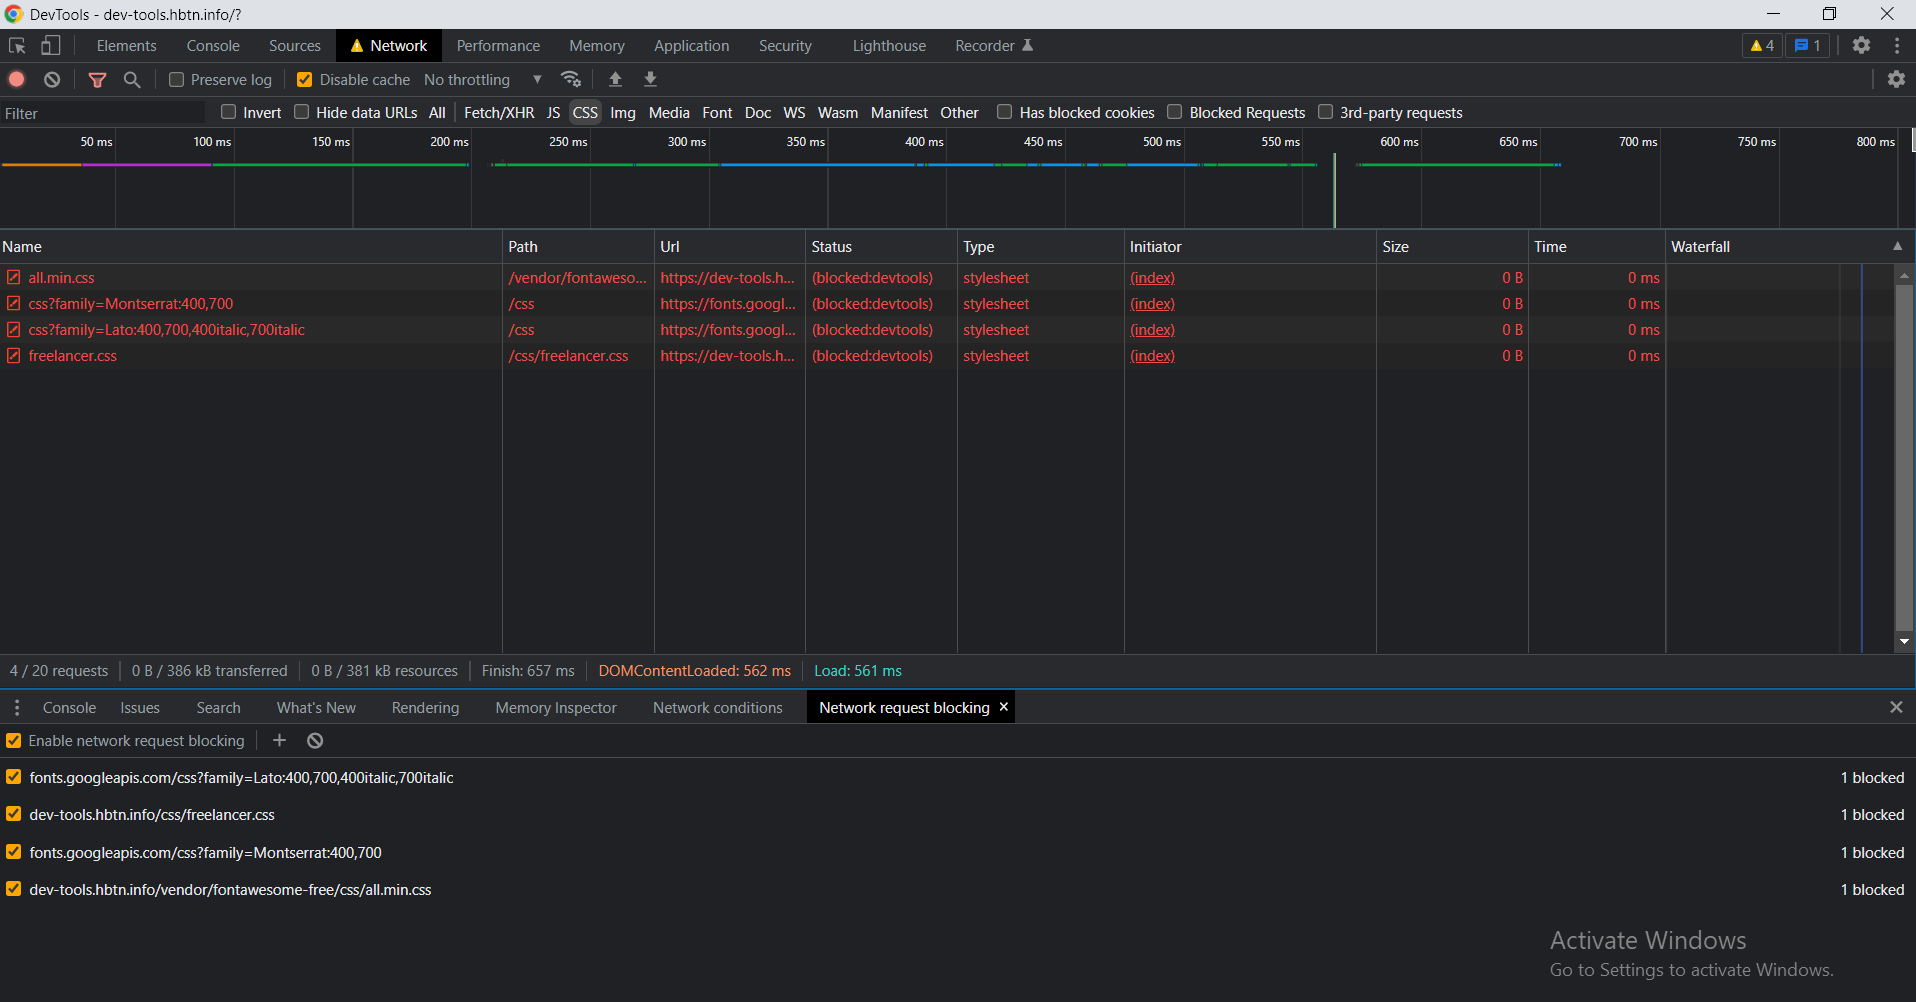 DevTools - dev-tools.hbtn.info/?
Elements Console Sources Network Performance Memory Application Security Lighthouse Recorder 4 1
Preserve log Disable cache No throttling
Filter Invert Hide data URLs All Fetch/XHR JS CSS Img Media Font Doc WS Wasm Manifest Other Has blocked cookies Blocked Requests 3rd-party requests
50 ms 100 ms 150 ms 200 ms 250 ms 300 ms 350 ms 400 ms 450 ms 500 ms 550 ms 600 ms 650 ms 700 ms 750 ms 800 ms
Name Path Url Status Type Initiator Size Time Waterfall
all.min.css /vendor/fontaweso... https://dev-tools.h... (blocked:devtools) stylesheet (index) 0 B 0 ms
css?family=Montserrat:400,700 /css https://fonts.googl... (blocked:devtools) stylesheet (index) 0 B 0 ms
css?family=Lato:400,700,400italic,700italic /css https://fonts.googl... (blocked:devtools) stylesheet (index) 0 B 0 ms
freelancer.css /css/freelancer.css https://dev-tools.h... (blocked:devtools) stylesheet (index) 0 B 0 ms
4 / 20 requests 0 B / 386 kB transferred 0 B / 381 kB resources Finish: 657 ms DOMContentLoaded: 562 ms Load: 561 ms
Console Issues Search What's New Rendering Memory Inspector Network conditions Network request blocking
Enable network request blocking
fonts.googleapis.com/css?family=Lato:400,700,400italic,700italic 1 blocked
dev-tools.hbtn.info/css/freelancer.css 1 blocked
fonts.googleapis.com/css?family=Montserrat:400,700 1 blocked
dev-tools.hbtn.info/vendor/fontawesome-free/css/all.min.css 1 blocked
Activate Windows
Go to Settings to activate Windows.